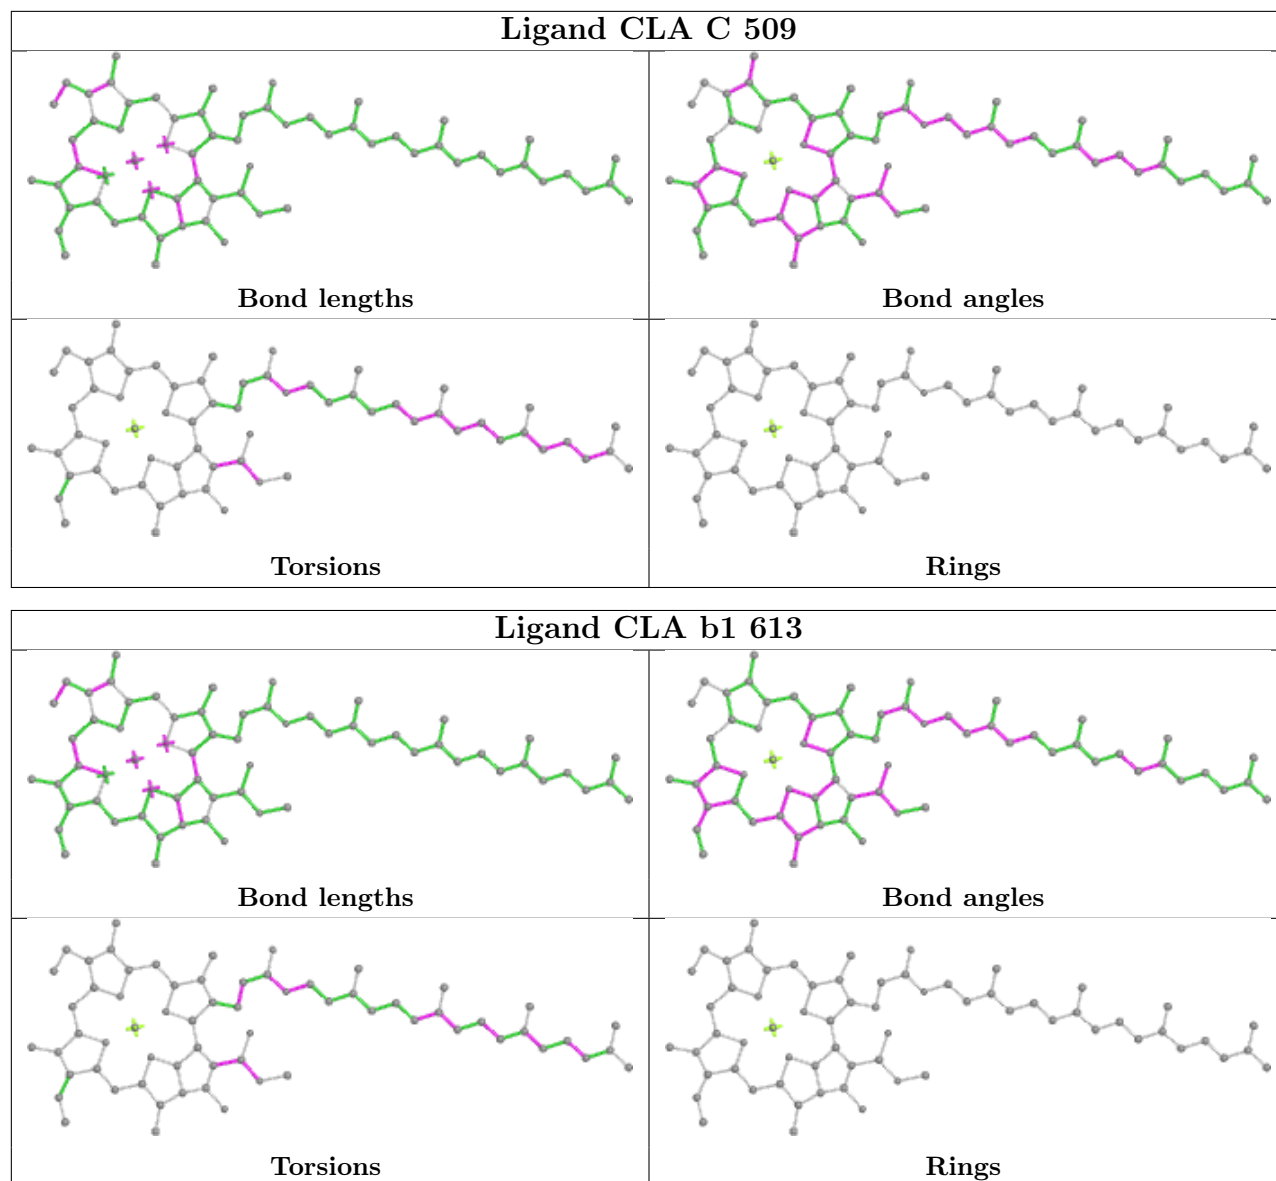 Ligand CLA C 509
Bond lengths
Bond angles
Torsions
Rings
Ligand CLA b1 613
Bond lengths
Bond angles
Torsions
Rings